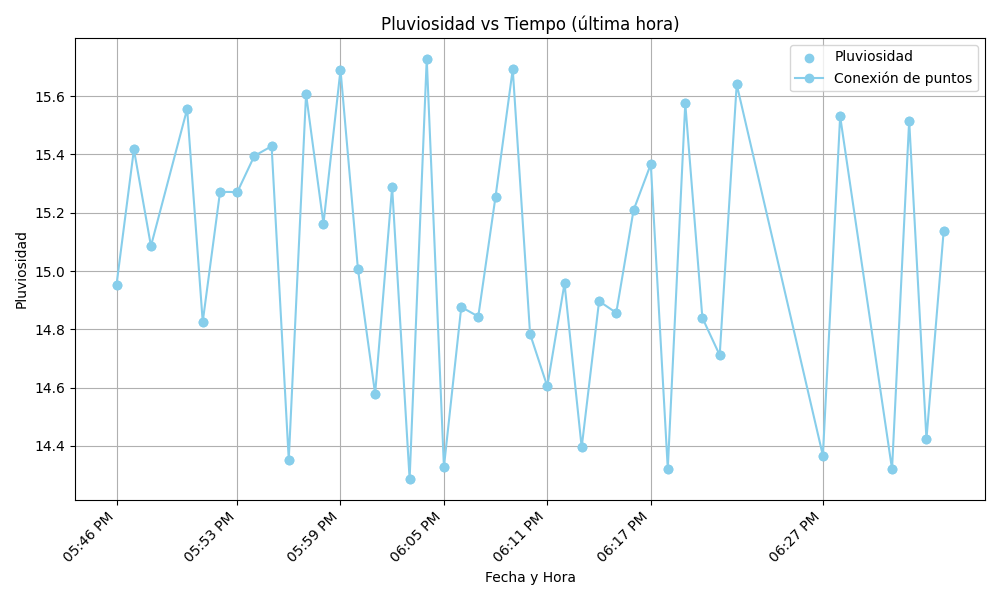 Pluviosidad vs Tiempo (última hora)
Pluviosidad
Conexión de puntos
Pluviosidad
15.6
15.4
15.2
15.0
14.8
14.6
14.4
05:46 PM
05:53 PM
05:59 PM
06:05 PM
06:11 PM
06:17 PM
06:27 PM
Fecha y Hora